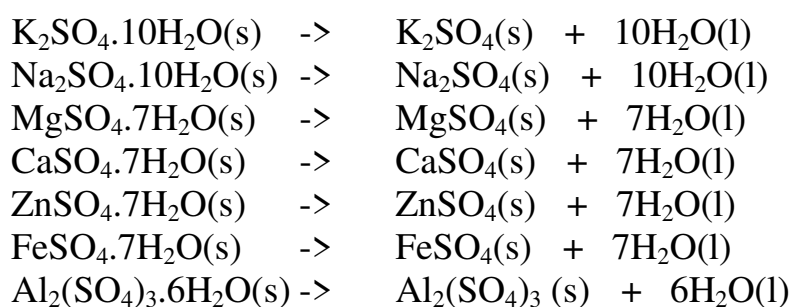 K₂SO₄.10H₂O(s) -> K₂SO₄(s) + 10H₂O(l)
Na₂SO₄.10H₂O(s) -> Na₂SO₄(s) + 10H₂O(l)
MgSO₄.7H₂O(s) -> MgSO₄(s) + 7H₂O(l)
CaSO₄.7H₂O(s) -> CaSO₄(s) + 7H₂O(l)
ZnSO₄.7H₂O(s) -> ZnSO₄(s) + 7H₂O(l)
FeSO₄.7H₂O(s) -> FeSO₄(s) + 7H₂O(l)
Al₂(SO₄)₃.6H₂O(s) -> Al₂(SO₄)₃ (s) + 6H₂O(l)